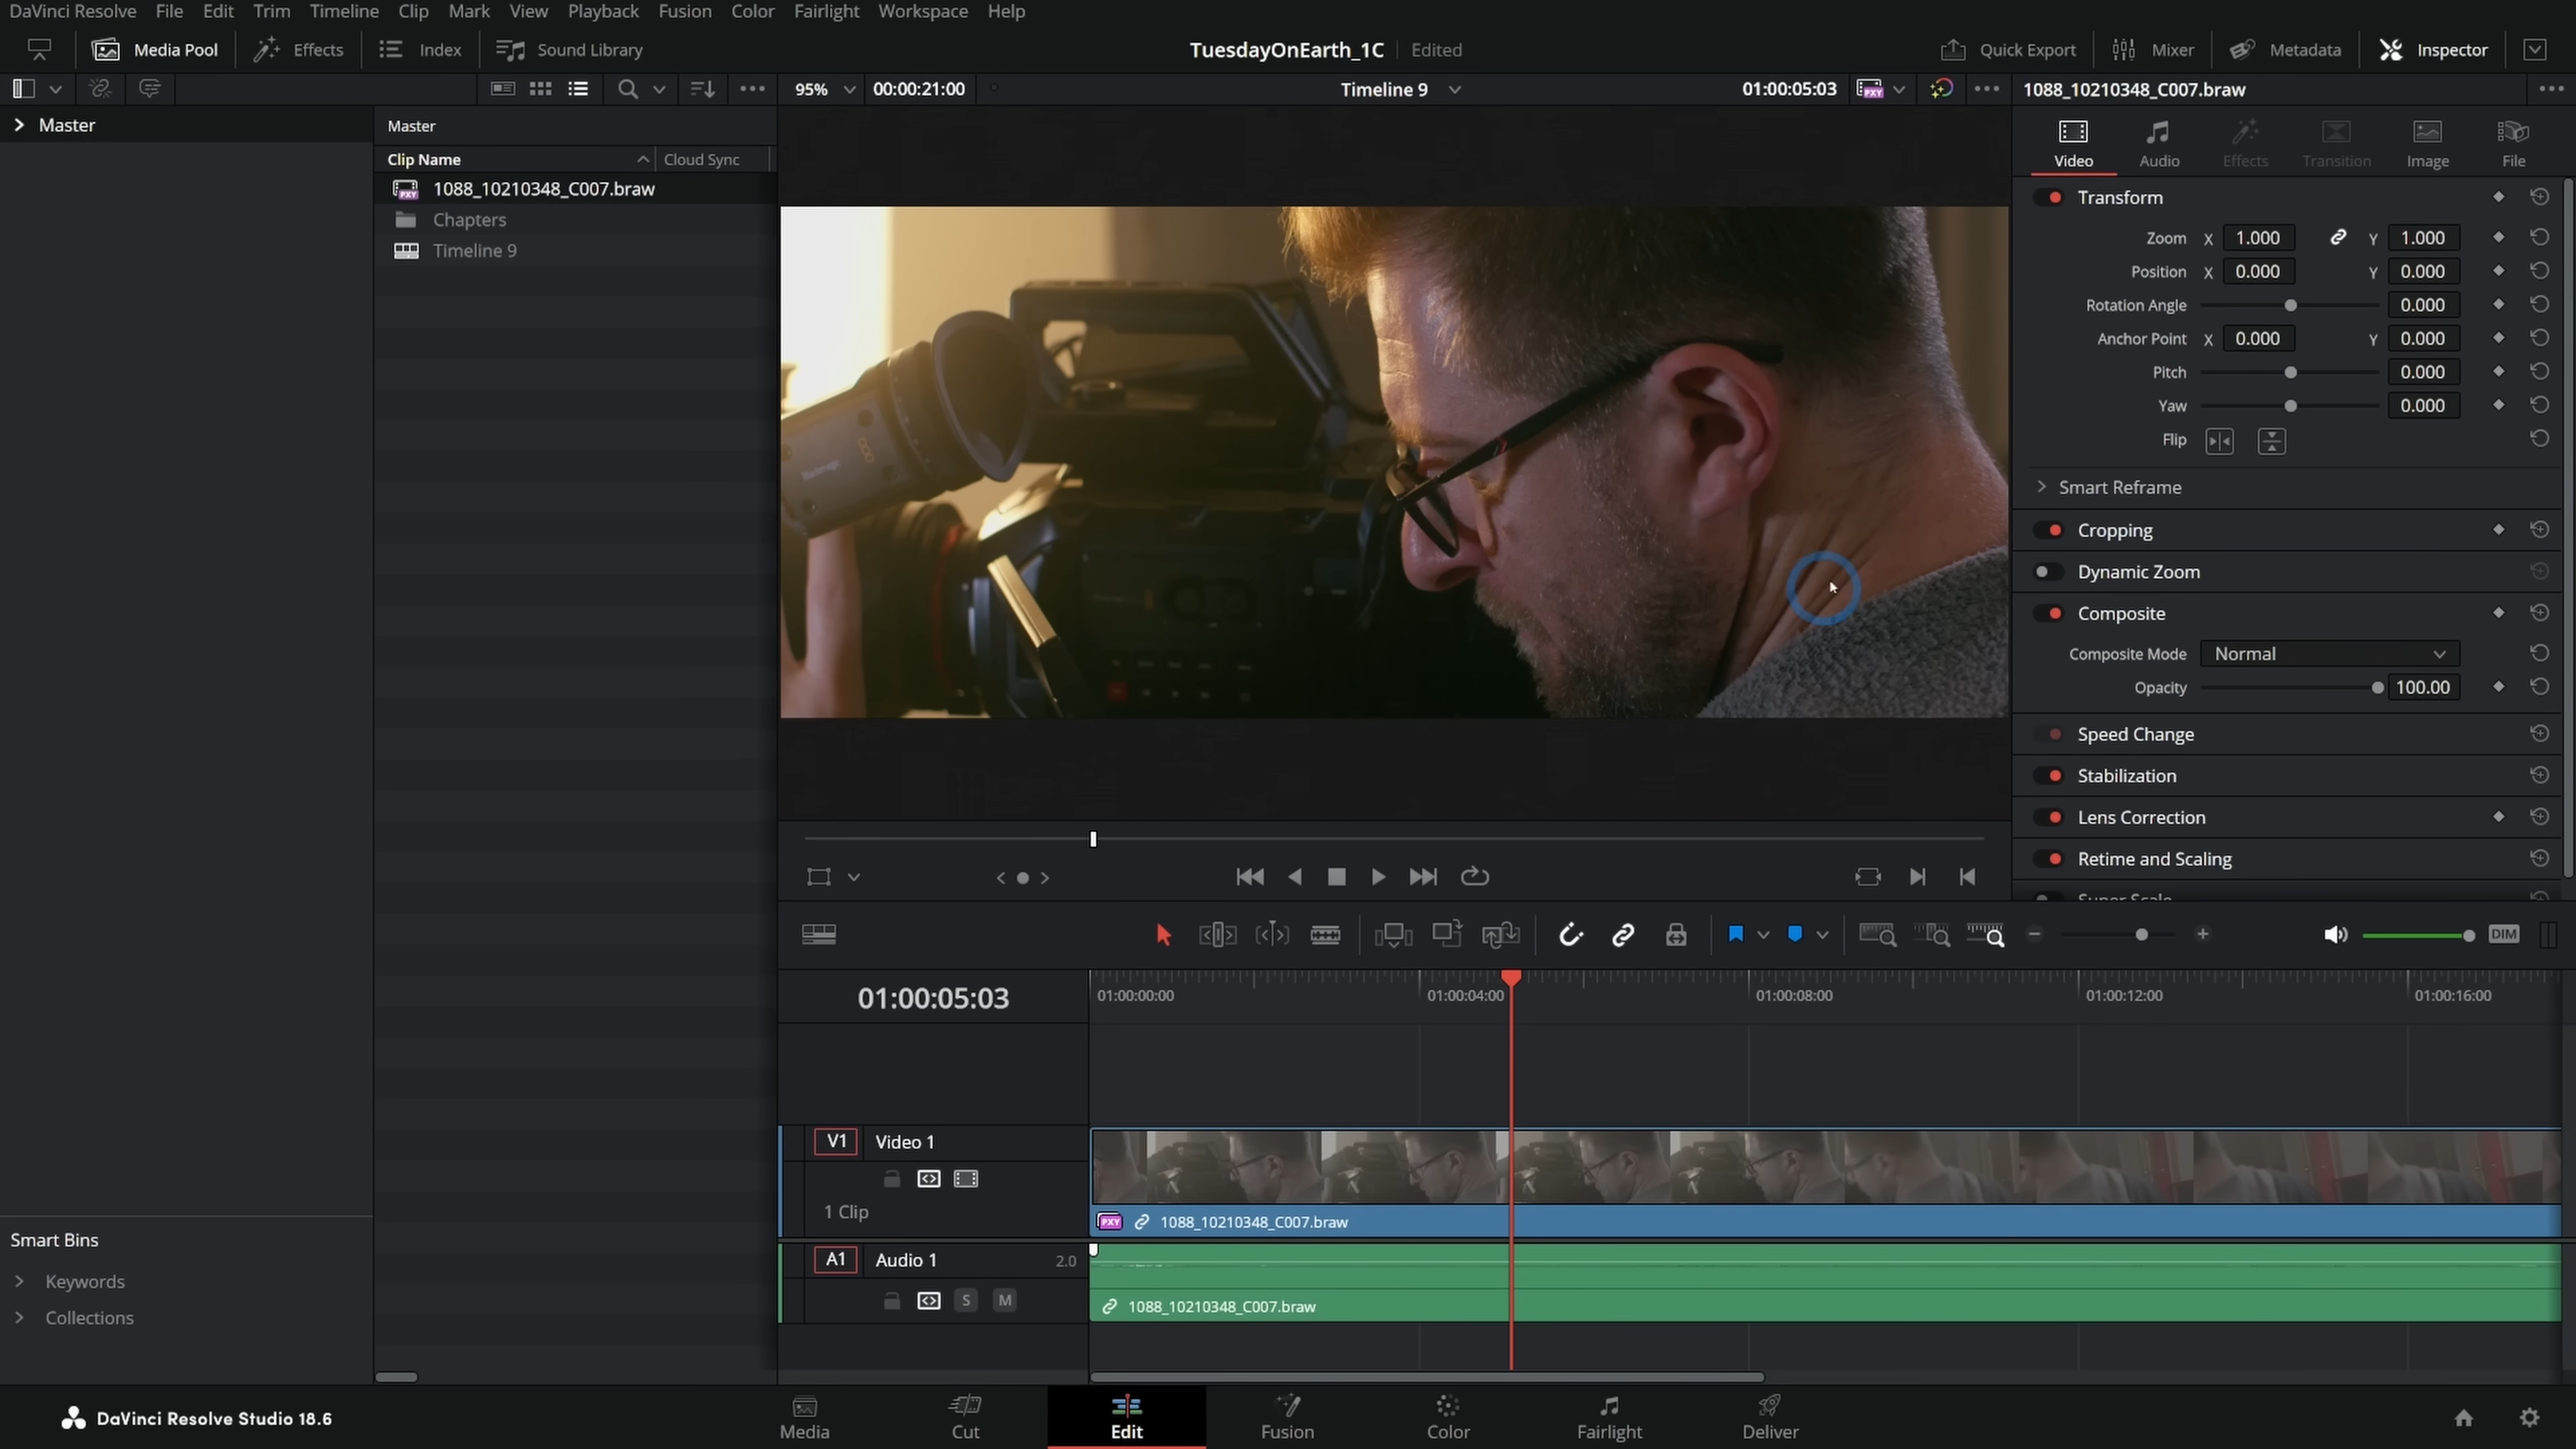 DaVinci Resolve File Edit Trim Timeline Clip Mark View Playback Fusion Color Fairlight Workspace Help
Media Pool Effects Index Sound Library TuesdayOnEarth_1C Edited Quick Export Mixer Metadata Inspector
95% 00:00:21:00 Timeline 9 01:00:05:03 PXY 1088_10210348_C007.braw
Master
Master
Clip Name Cloud Sync
PXY 1088_10210348_C007.braw
Chapters
Timeline 9
Video Audio Effects Transition Image File
Transform
Zoom X 1.000 Y 1.000
Position X 0.000 Y 0.000
Rotation Angle 0.000
Anchor Point X 0.000 Y 0.000
Pitch 0.000
Yaw 0.000
Flip
Smart Reframe
Cropping
Dynamic Zoom
Composite
Composite Mode Normal
Opacity 100.00
Speed Change
Stabilization
Lens Correction
Retime and Scaling
Super Scale
DIM
01:00:05:03 01:00:00:00 01:00:04:00 01:00:08:00 01:00:12:00 01:00:16:00
V1 Video 1
1 Clip
PXY 1088_10210348_C007.braw
A1 Audio 1 2.0
S M
1088_10210348_C007.braw
Smart Bins
Keywords
Collections
DaVinci Resolve Studio 18.6
Media Cut Edit Fusion Color Fairlight Deliver